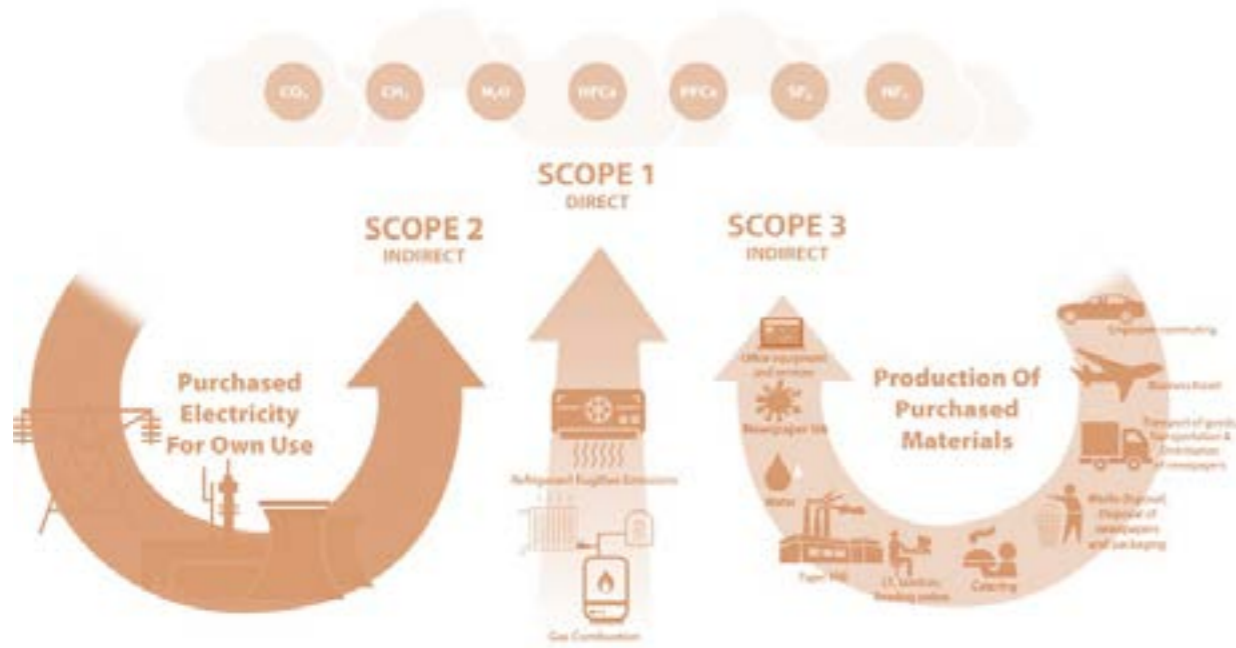 CO₂ CH₄ N₂O HFCs PFCs SF₆ NF₃
SCOPE 1
DIRECT
SCOPE 2
INDIRECT
SCOPE 3
INDIRECT
Purchased
Electricity
For Own Use
Refrigerant Fugitive Emissions
Gas Combustion
Production Of
Purchased
Materials
Office equipment
and services
Newspaper Ink
Water
Paper Mill
Catering
Waste disposal,
Disposal of
newspapers
and packaging
Transport of goods,
Transportation &
Distribution
of newspapers
Business travel
Employee commuting